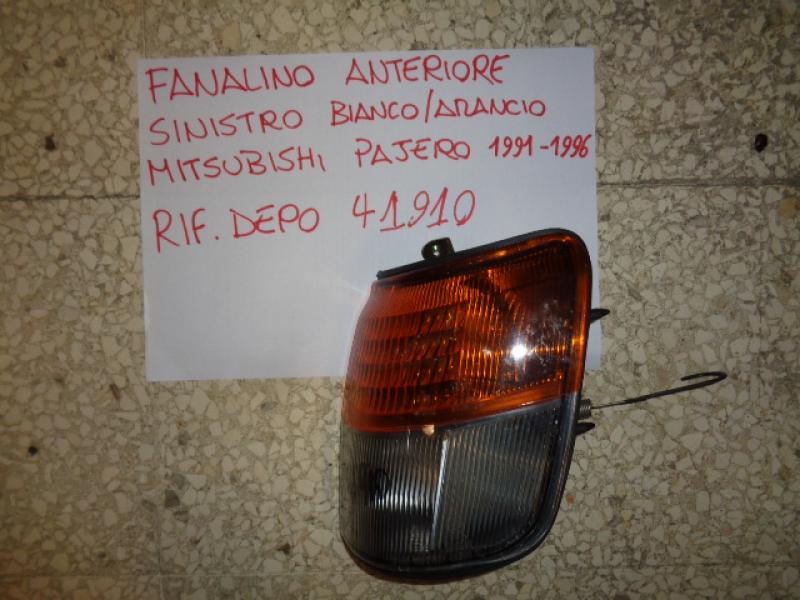 FANALINO ANTERIORE
SINISTRO BIANCO/ARANCIO
MITSUBISHI PAJERO 1991-1996
RIF. DEPO 41910